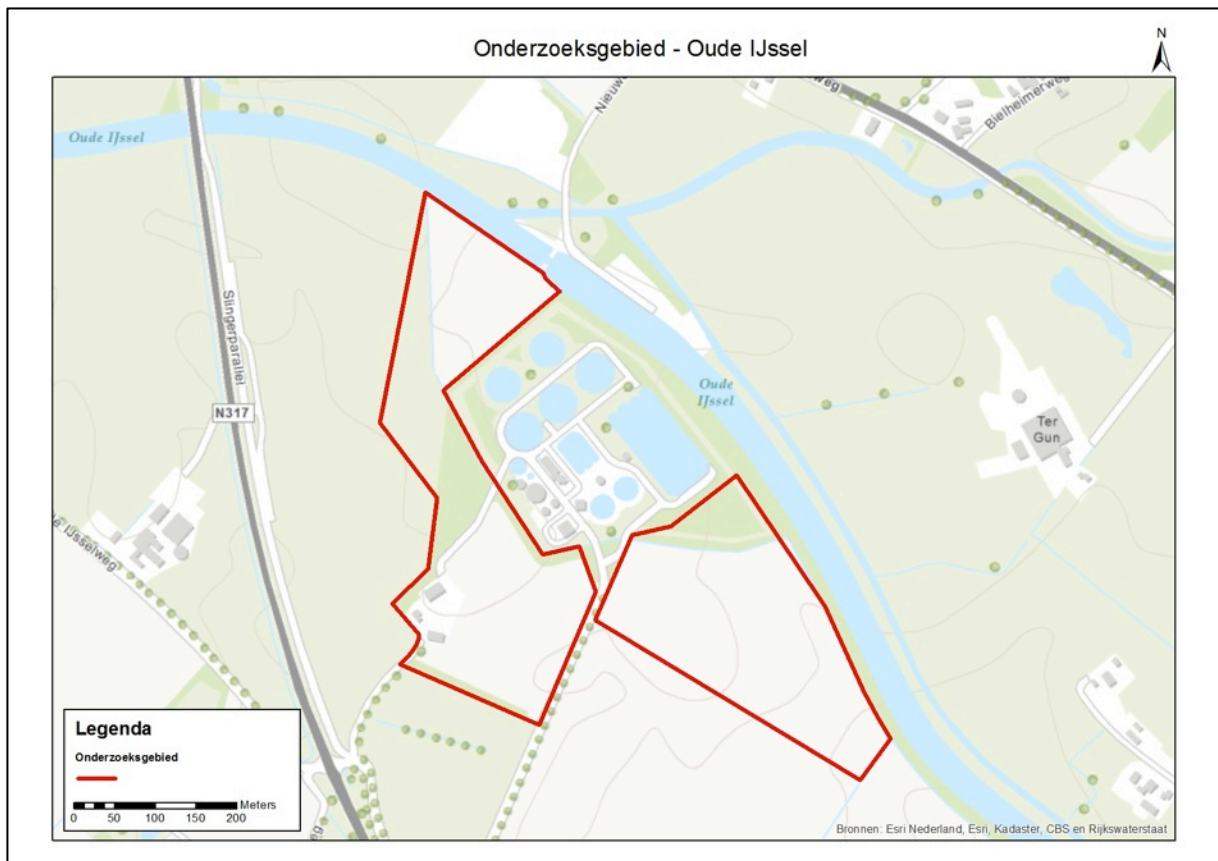 Onderzoeksgebied - Oude IJssel
N
Oude IJssel
Nieuw
weg
Bielheimerweg
Slingerparallel
N317
Oude
IJssel
Ter
Gun
de IJsselweg
Legenda
Onderzoeksgebied
Meters
0 50 100 150 200
Bronnen: Esri Nederland, Esri, Kadaster, CBS en Rijkswaterstaat